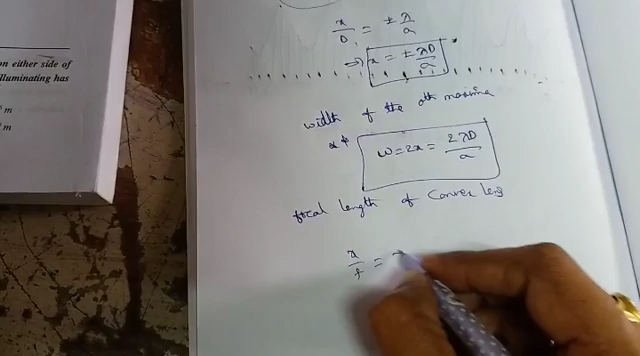 on either side of
illuminating has
m
m
x/D = ± λ/a
⇒ x = ± λD/a
width of the 0th maxima
W = 2x = 2λD/a
focal length of Convex lens
x/f =